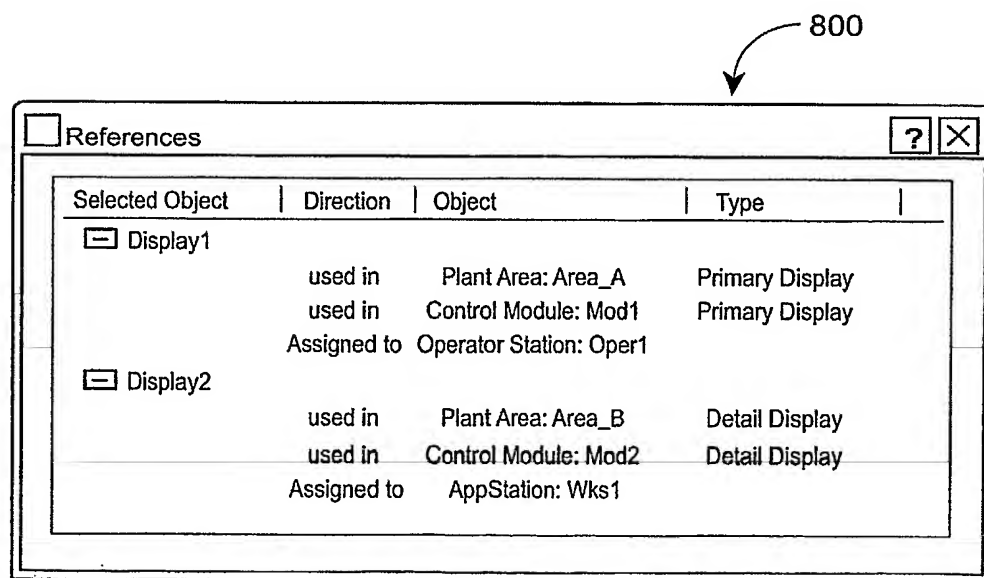 800
References ? X
Selected Object | Direction | Object | Type |
Display1
used in Plant Area: Area_A Primary Display
used in Control Module: Mod1 Primary Display
Assigned to Operator Station: Oper1
Display2
used in Plant Area: Area_B Detail Display
used in Control Module: Mod2 Detail Display
Assigned to AppStation: Wks1